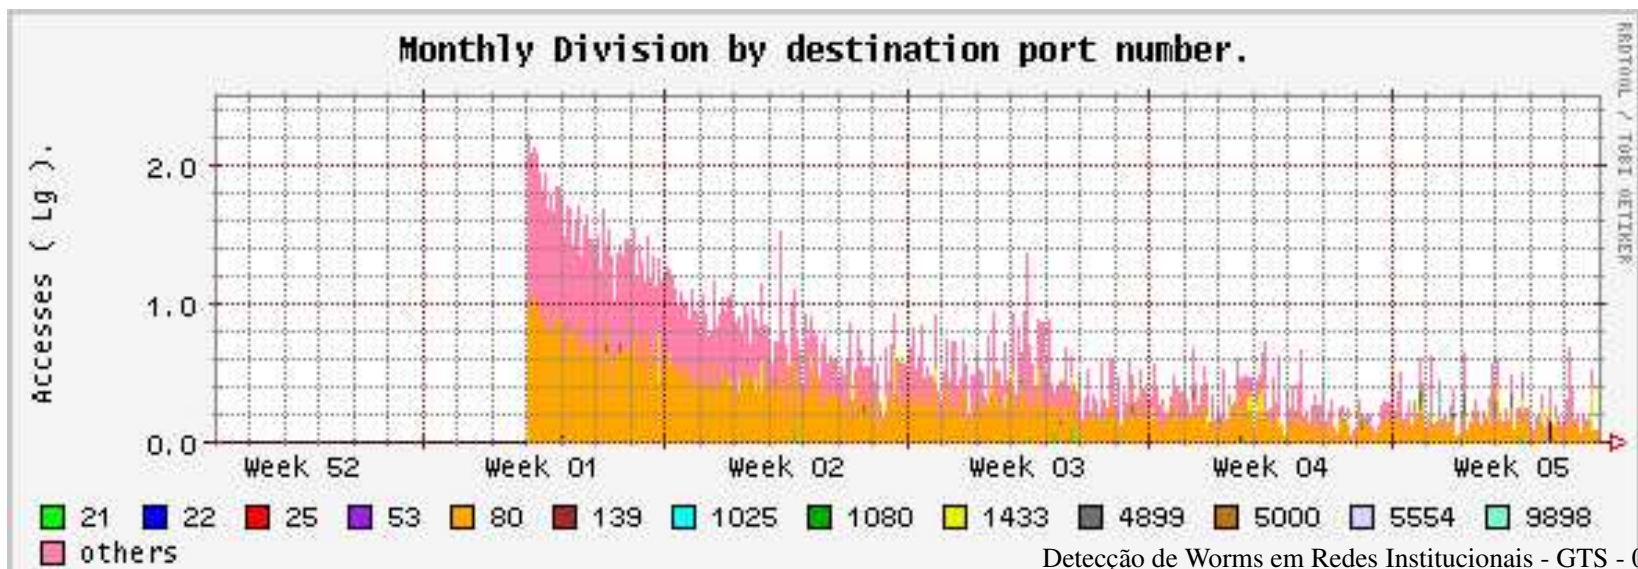 Monthly Division by destination port number.
RRDTOOL / TOBI OETIKER
Accesses ( Lg ).
2.0
1.0
0.0
Week 52 Week 01 Week 02 Week 03 Week 04 Week 05
21 22 25 53 80 139 1025 1080 1433 4899 5000 5554 9898
others
Detecção de Worms em Redes Institucionais - GTS - 0